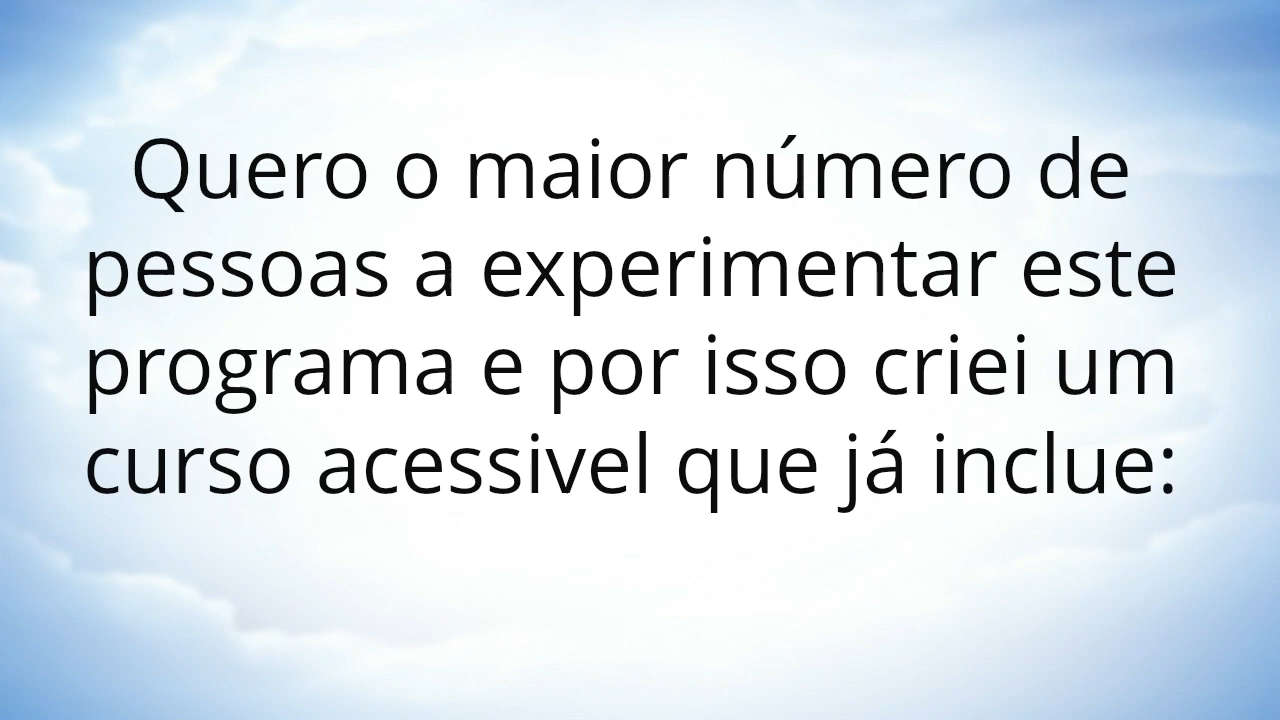 Quero o maior número de
pessoas a experimentar este
programa e por isso criei um
curso acessivel que já inclue: